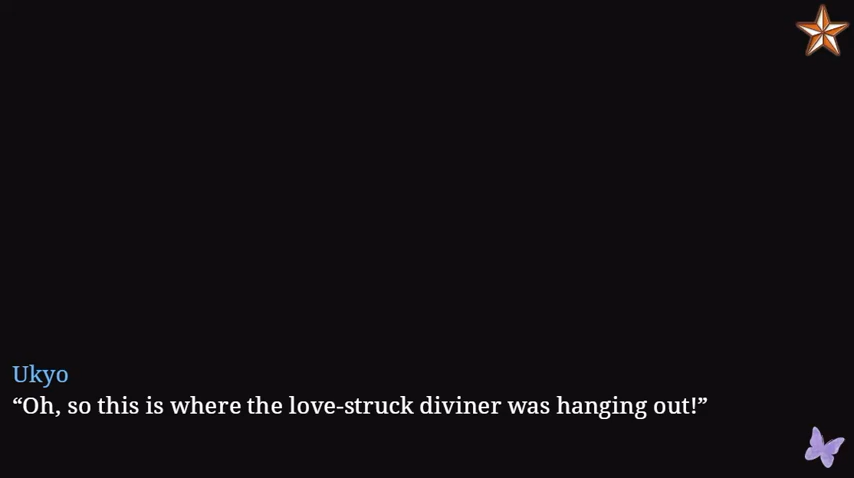 Ukyo
“Oh, so this is where the love-struck diviner was hanging out!”